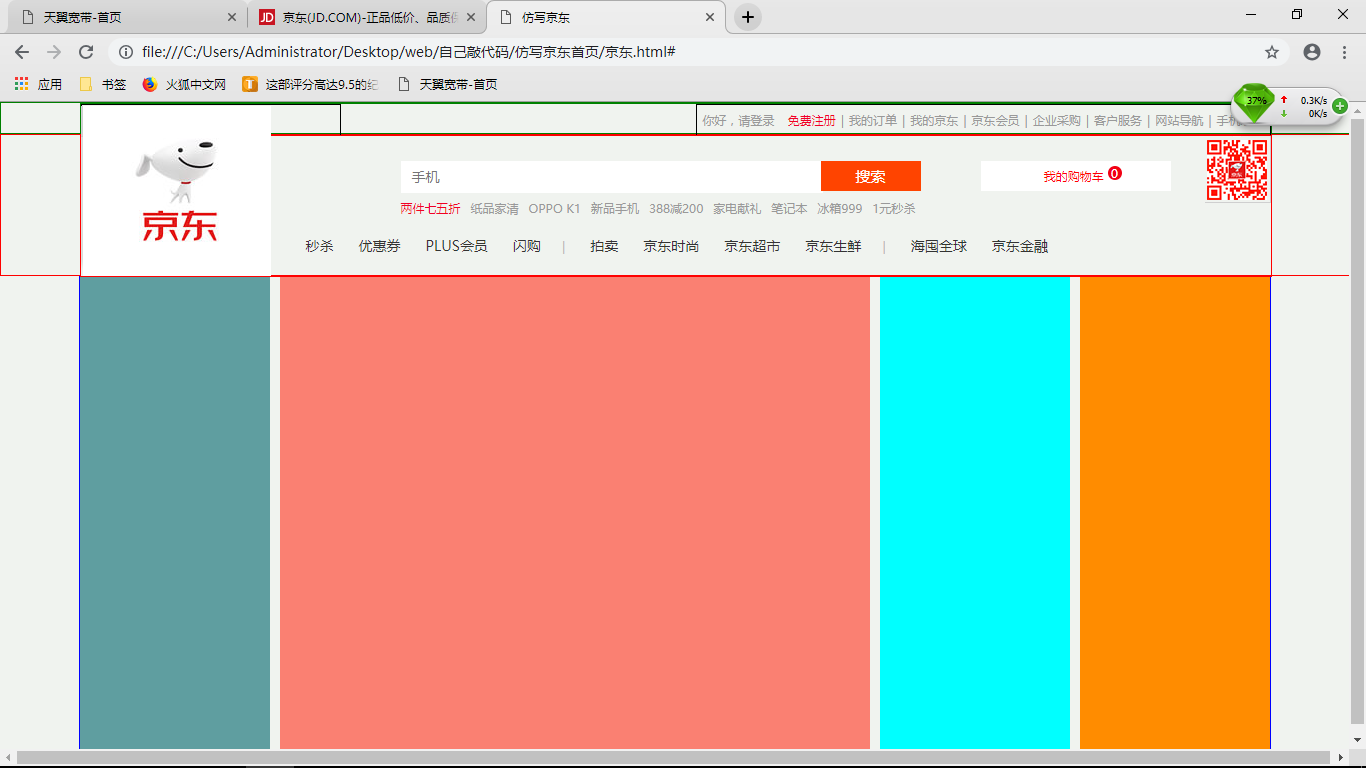 天翼宽带-首页
京东(JD.COM)-正品低价、品质
仿写京东
file:///C:/Users/Administrator/Desktop/web/自己敲代码/仿写京东首页/京东.html#
应用 书签 火狐中文网 这部评分高达9.5的纪 天翼宽带-首页
37% 0.3K/s
0K/s
你好，请登录 免费注册 | 我的订单 | 我的京东 | 京东会员 | 企业采购 | 客户服务 | 网站导航 | 手机
京东
手机 搜索 我的购物车 0
两件七五折 纸品家清 OPPO K1 新品手机 388减200 家电献礼 笔记本 冰箱999 1元秒杀
秒杀 优惠券 PLUS会员 闪购 | 拍卖 京东时尚 京东超市 京东生鲜 | 海囤全球 京东金融